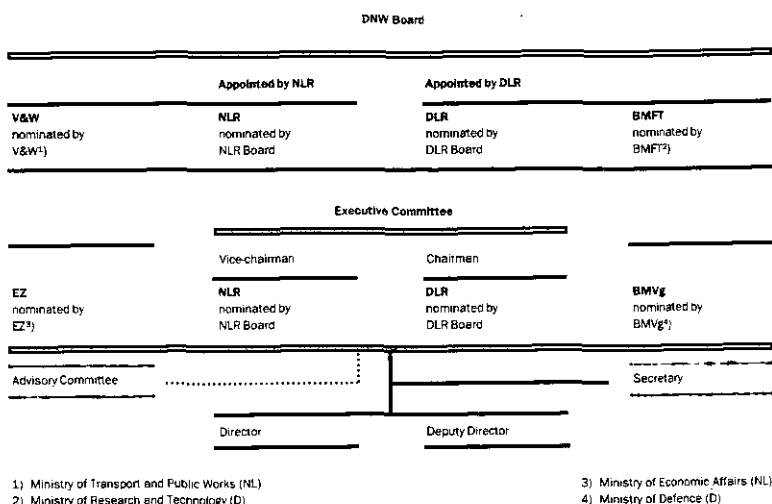 DNW Board
Appointed by NLR Appointed by DLR
V&W NLR DLR BMFT
nominated by nominated by nominated by nominated by
V&W¹) NLR Board DLR Board BMFT²)
Executive Committee
Vice-chairman Chairman
EZ NLR DLR BMVg
nominated by nominated by nominated by nominated by
EZ³) NLR Board DLR Board BMVg⁴)
Advisory Committee Secretary
Director Deputy Director
1) Ministry of Transport and Public Works (NL) 3) Ministry of Economic Affairs (NL)
2) Ministry of Research and Technology (D) 4) Ministry of Defence (D)